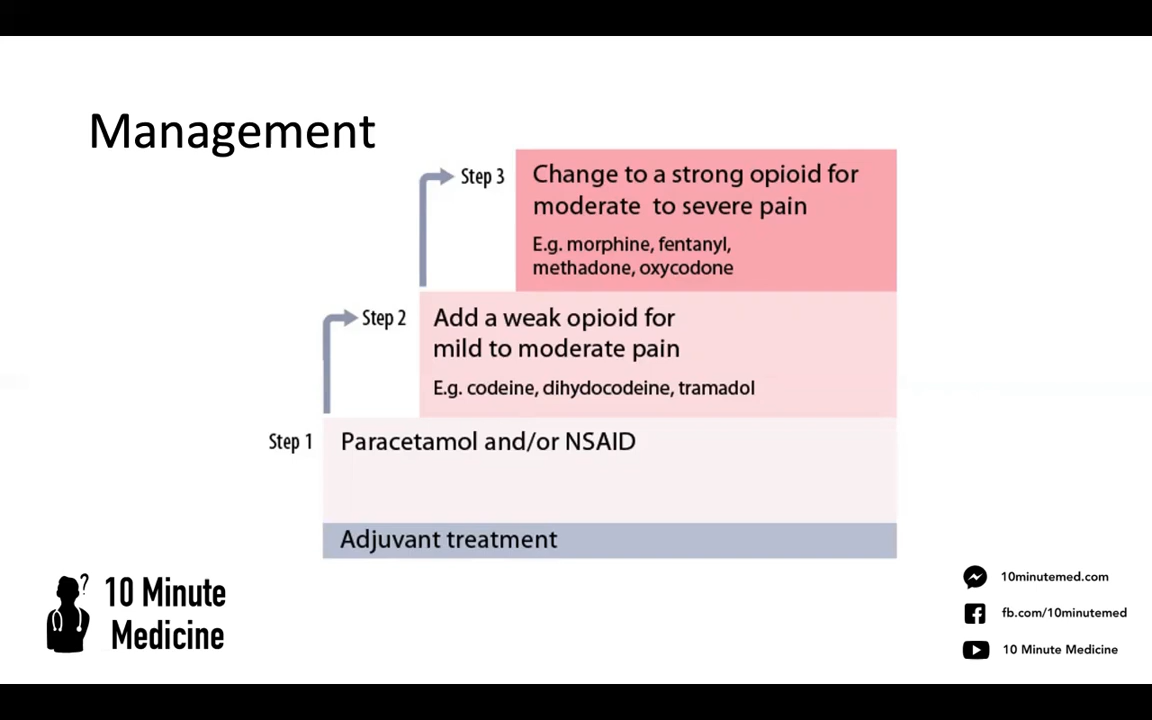 Management
Step 3
Change to a strong opioid for
moderate to severe pain
E.g. morphine, fentanyl,
methadone, oxycodone
Step 2
Add a weak opioid for
mild to moderate pain
E.g. codeine, dihydocodeine, tramadol
Step 1
Paracetamol and/or NSAID
Adjuvant treatment
10 Minute
Medicine
10minutemed.com
fb.com/10minutemed
10 Minute Medicine